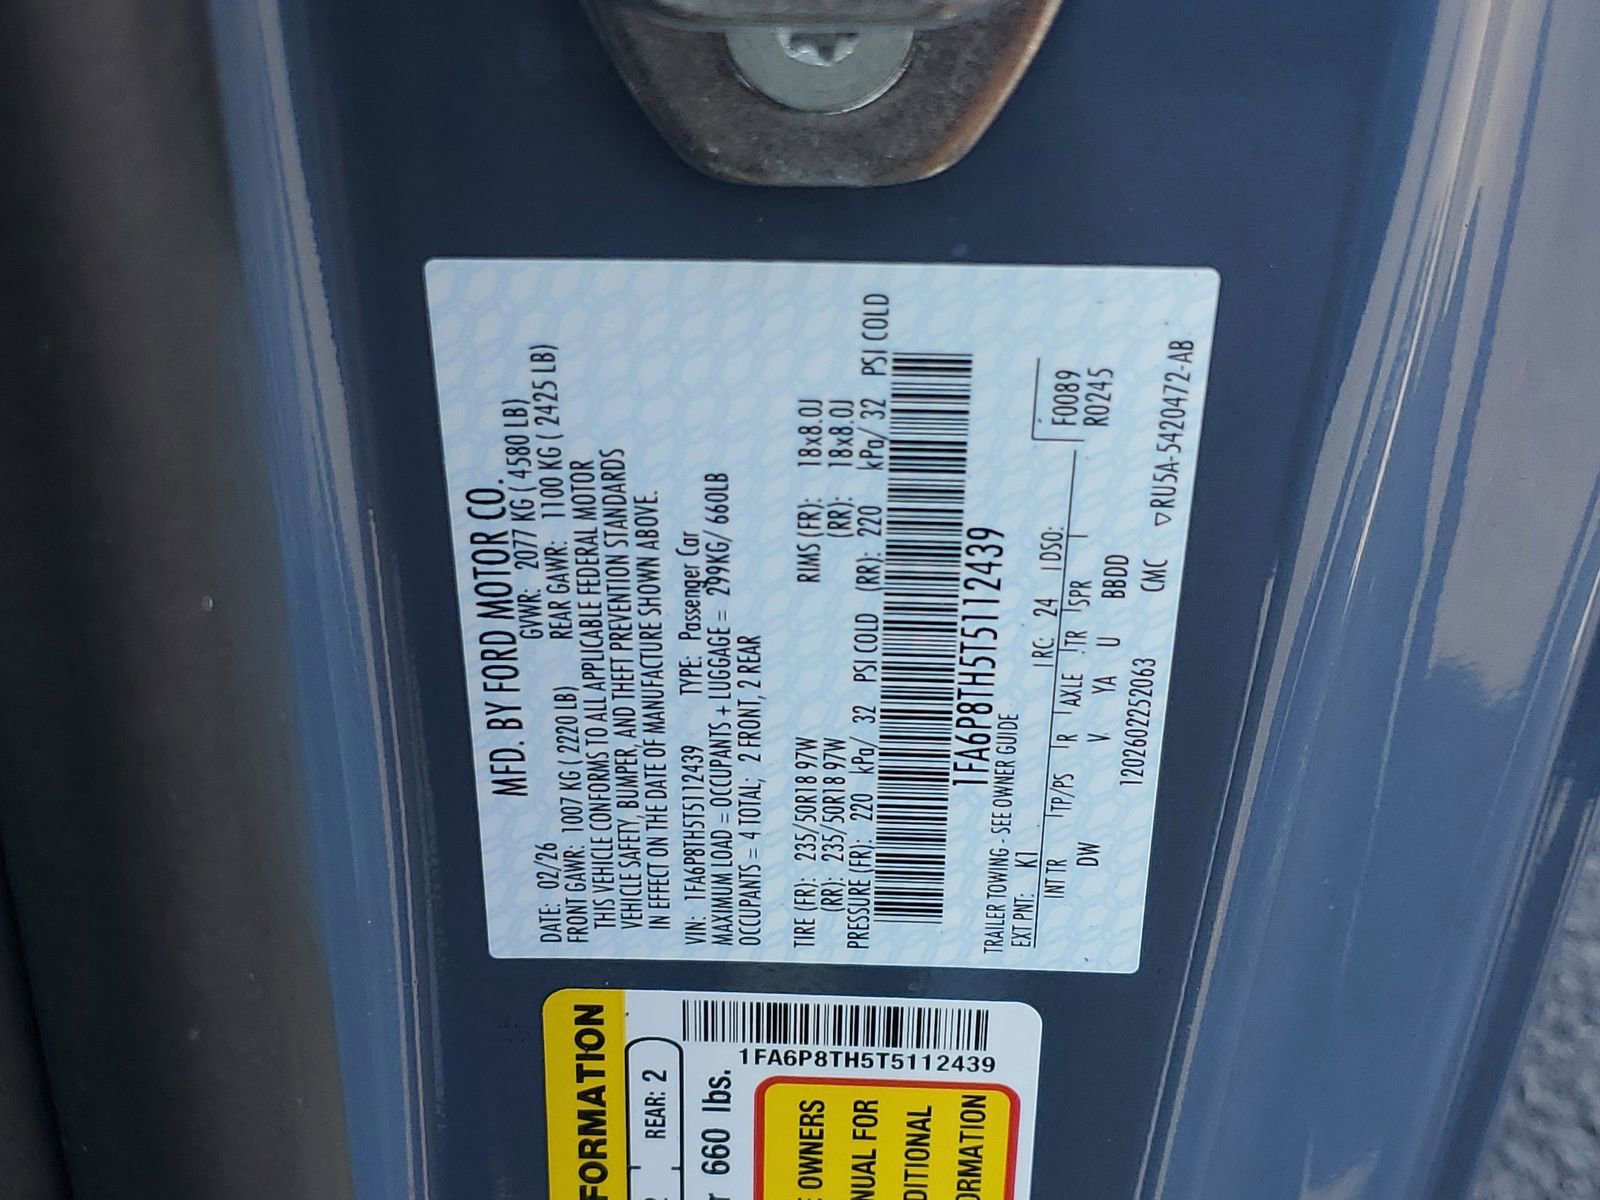 MFD. BY FORD MOTOR CO.
DATE: 02/26 GVWR: 2077 KG ( 4580 LB)
FRONT GAWR: 1007 KG ( 2220 LB) REAR GAWR: 1100 KG ( 2425 LB)
THIS VEHICLE CONFORMS TO ALL APPLICABLE FEDERAL MOTOR
VEHICLE SAFETY, BUMPER, AND THEFT PREVENTION STANDARDS
IN EFFECT ON THE DATE OF MANUFACTURE SHOWN ABOVE.
VIN: 1FA6P8TH5T5112439 TYPE: Passenger Car
MAXIMUM LOAD = OCCUPANTS + LUGGAGE = 299KG/ 660LB
OCCUPANTS = 4 TOTAL; 2 FRONT, 2 REAR
TIRE (FR): 235/50R18 97W RIMS (FR): 18x8.0J
(RR): 235/50R18 97W (RR): 18x8.0J
PRESSURE (FR): 220 kPa/ 32 PSI COLD (RR): 220 kPa/ 32 PSI COLD
1FA6P8TH5T5112439
TRAILER TOWING - SEE OWNER GUIDE
EXT PNT: K1 RC: 24 DSO: F0089
R0245
INT TR TP/PS R AXLE TR SPR
DW V YA U BBDD
1202602252063 CMC ▽RU5A-5420472-AB
FORMATION
REAR: 2
660 lbs.
1FA6P8TH5T5112439
OWNERS
NUAL FOR
DITIONAL
ORMATION